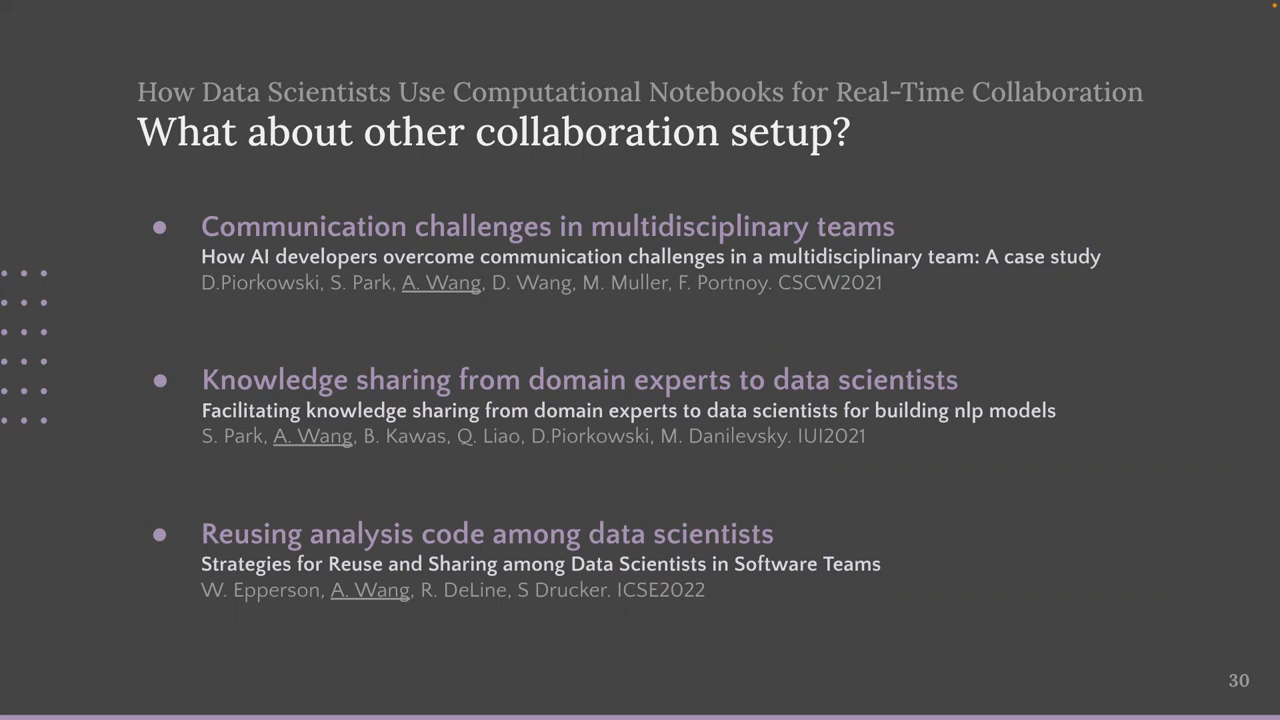 How Data Scientists Use Computational Notebooks for Real-Time Collaboration
What about other collaboration setup?
● Communication challenges in multidisciplinary teams
How AI developers overcome communication challenges in a multidisciplinary team: A case study
D.Piorkowski, S. Park, A. Wang, D. Wang, M. Muller, F. Portnoy. CSCW2021
● Knowledge sharing from domain experts to data scientists
Facilitating knowledge sharing from domain experts to data scientists for building nlp models
S. Park, A. Wang, B. Kawas, Q. Liao, D.Piorkowski, M. Danilevsky. IUI2021
● Reusing analysis code among data scientists
Strategies for Reuse and Sharing among Data Scientists in Software Teams
W. Epperson, A. Wang, R. DeLine, S Drucker. ICSE2022
30